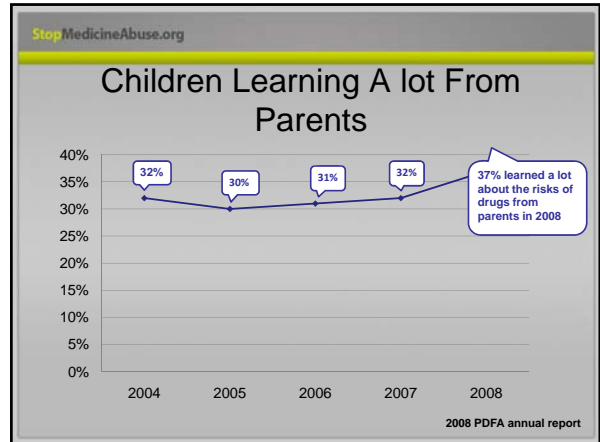 StopMedicineAbuse.org
Children Learning A lot From
Parents
40%
35%
30%
25%
20%
15%
10%
5%
0%
32%
30%
31%
32%
37% learned a lot
about the risks of
drugs from
parents in 2008
2004 2005 2006 2007 2008
2008 PDFA annual report